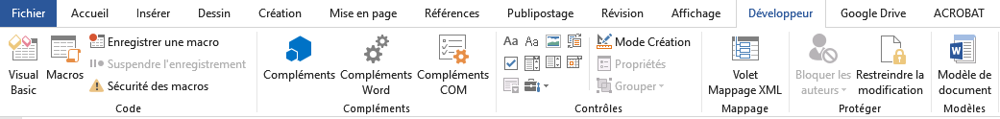 Fichier Accueil Insérer Dessin Création Mise en page Références Publipostage Révision Affichage Développeur Google Drive ACROBAT
Visual Basic
Macros
Enregistrer une macro
Suspendre l'enregistrement
Sécurité des macros
Code
Compléments
Compléments Word
Compléments COM
Compléments
Aa Aa
Mode Création
Propriétés
Grouper
Contrôles
Volet
Mappage XML
Mappage
Bloquer les
auteurs
Restreindre la
modification
Protéger
Modèle de
document
Modèles